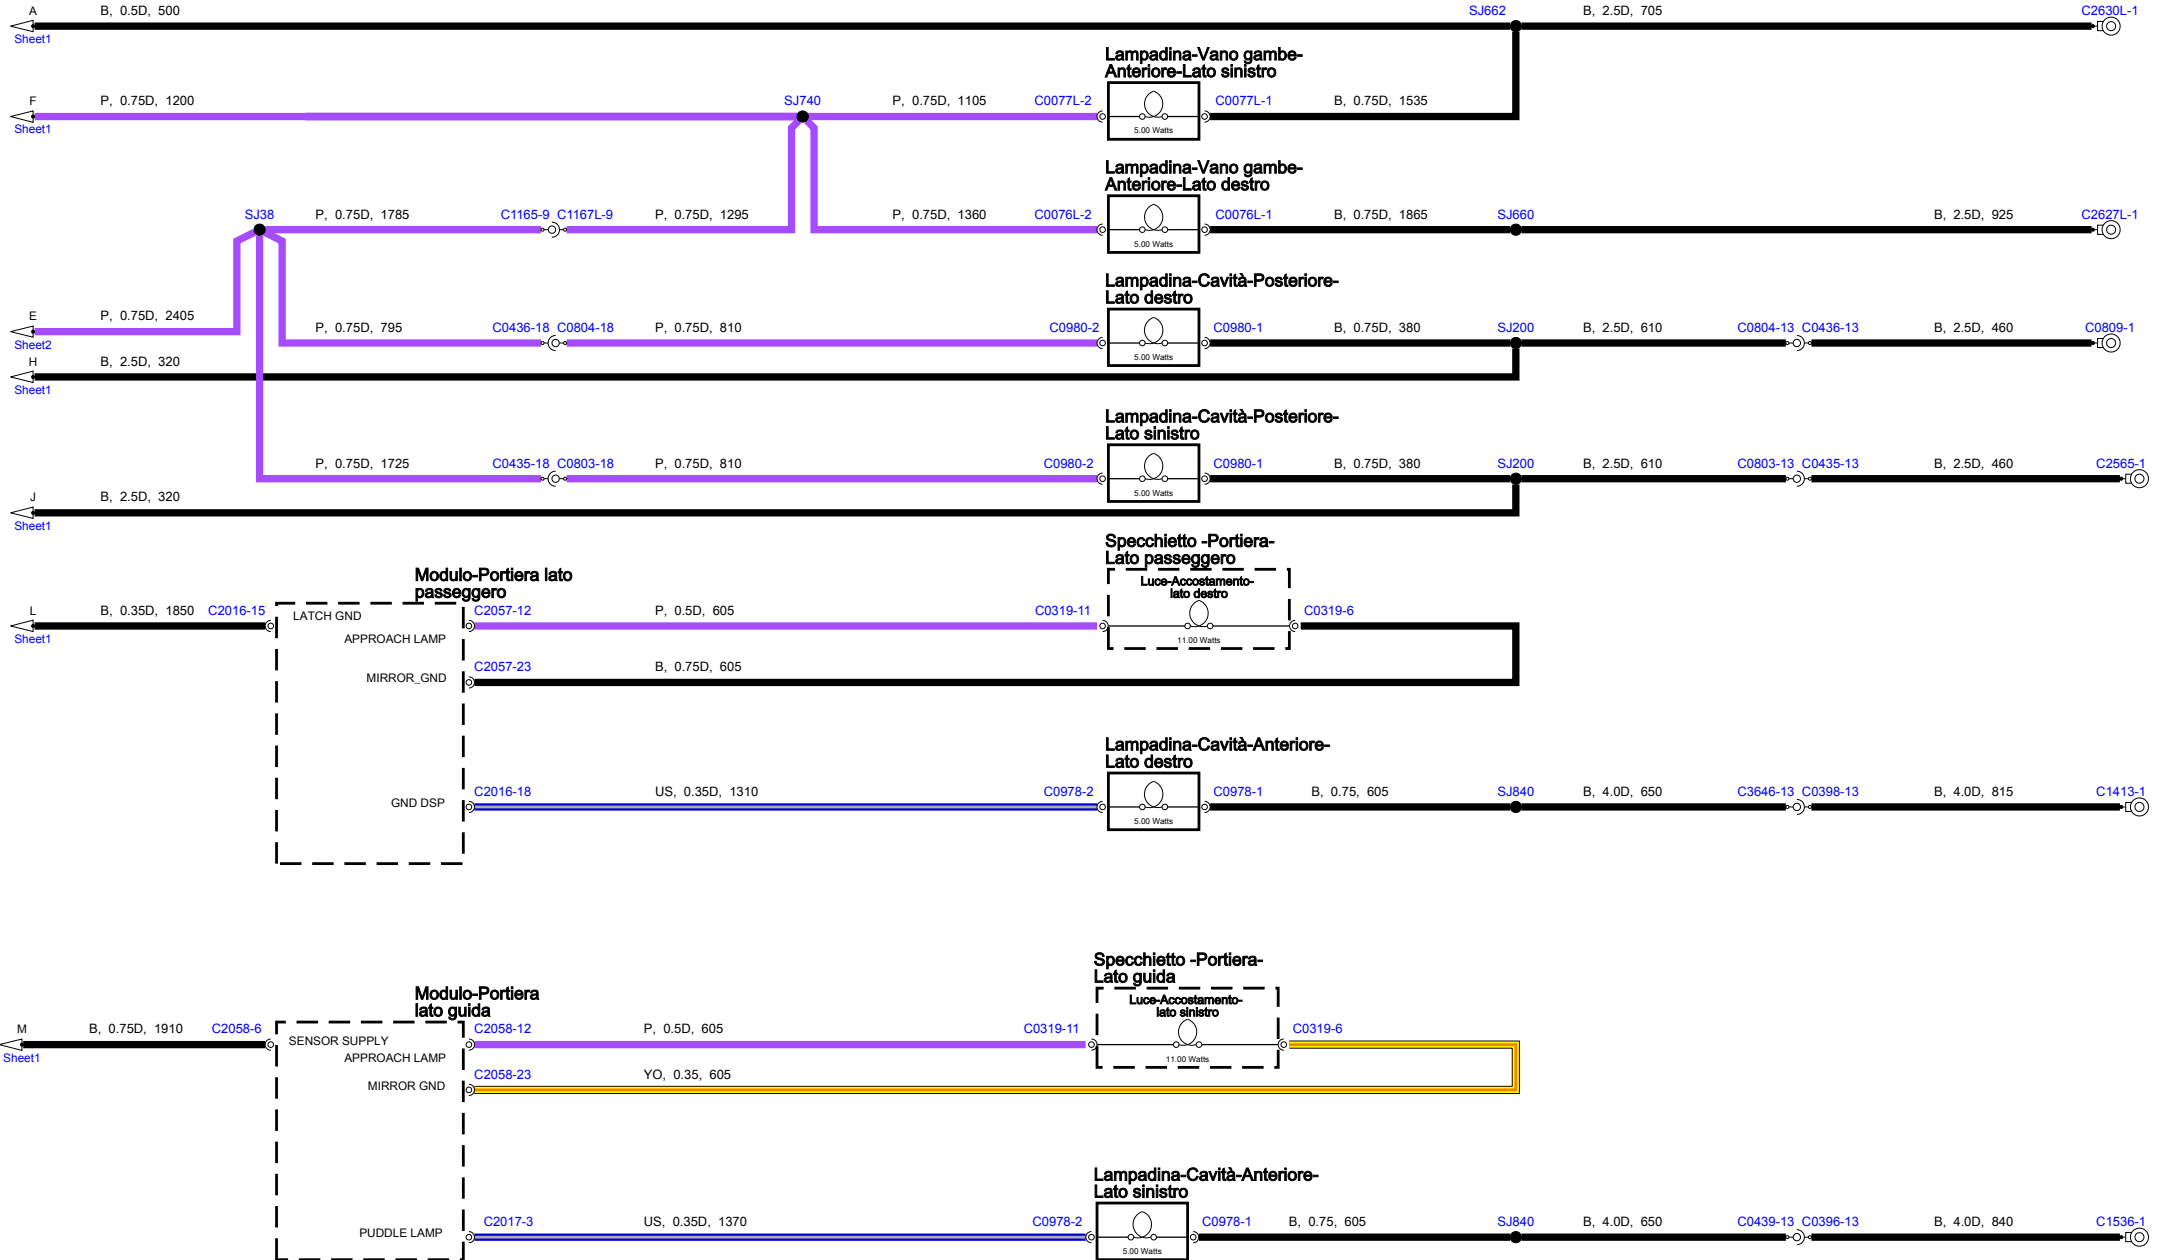 A B, 0.5D, 500 SJ662 B, 2.5D, 705 C2630L-1
Sheet1
Lampadina-Vano gambe-
Anteriore-Lato sinistro
F P, 0.75D, 1200 SJ740 P, 0.75D, 1105 C0077L-2 C0077L-1 B, 0.75D, 1535
Sheet1
5.00 Watts
Lampadina-Vano gambe-
Anteriore-Lato destro
SJ38 P, 0.75D, 1785 C1165-9 C1167L-9 P, 0.75D, 1295 P, 0.75D, 1360 C0076L-2 C0076L-1 B, 0.75D, 1865 SJ660 B, 2.5D, 925 C2627L-1
5.00 Watts
Lampadina-Cavità-Posteriore-
Lato destro
E P, 0.75D, 2405
Sheet2
P, 0.75D, 795 C0436-18 C0804-18 P, 0.75D, 810 C0980-2 C0980-1 B, 0.75D, 380 SJ200 B, 2.5D, 610 C0804-13 C0436-13 B, 2.5D, 460 C0809-1
5.00 Watts
H B, 2.5D, 320
Sheet1
Lampadina-Cavità-Posteriore-
Lato sinistro
P, 0.75D, 1725 C0435-18 C0803-18 P, 0.75D, 810 C0980-2 C0980-1 B, 0.75D, 380 SJ200 B, 2.5D, 610 C0803-13 C0435-13 B, 2.5D, 460 C2565-1
5.00 Watts
J B, 2.5D, 320
Sheet1
Specchietto -Portiera-
Lato passeggero
Modulo-Portiera lato
passeggero
Luce-Accostamento-
lato destro
L B, 0.35D, 1850 C2016-15 LATCH GND C2057-12 P, 0.5D, 605 C0319-11 C0319-6
Sheet1
APPROACH LAMP
11.00 Watts
C2057-23 B, 0.75D, 605
MIRROR_GND
Lampadina-Cavità-Anteriore-
Lato destro
GND DSP C2016-18 US, 0.35D, 1310 C0978-2 C0978-1 B, 0.75, 605 SJ840 B, 4.0D, 650 C3646-13 C0398-13 B, 4.0D, 815 C1413-1
5.00 Watts
Specchietto -Portiera-
Lato guida
Modulo-Portiera
lato guida
Luce-Accostamento-
lato sinistro
M B, 0.75D, 1910 C2058-6 SENSOR SUPPLY C2058-12 P, 0.5D, 605 C0319-11 C0319-6
Sheet1
APPROACH LAMP
11.00 Watts
C2058-23 YO, 0.35, 605
MIRROR GND
Lampadina-Cavità-Anteriore-
Lato sinistro
PUDDLE LAMP C2017-3 US, 0.35D, 1370 C0978-2 C0978-1 B, 0.75, 605 SJ840 B, 4.0D, 650 C0439-13 C0396-13 B, 4.0D, 840 C1536-1
5.00 Watts